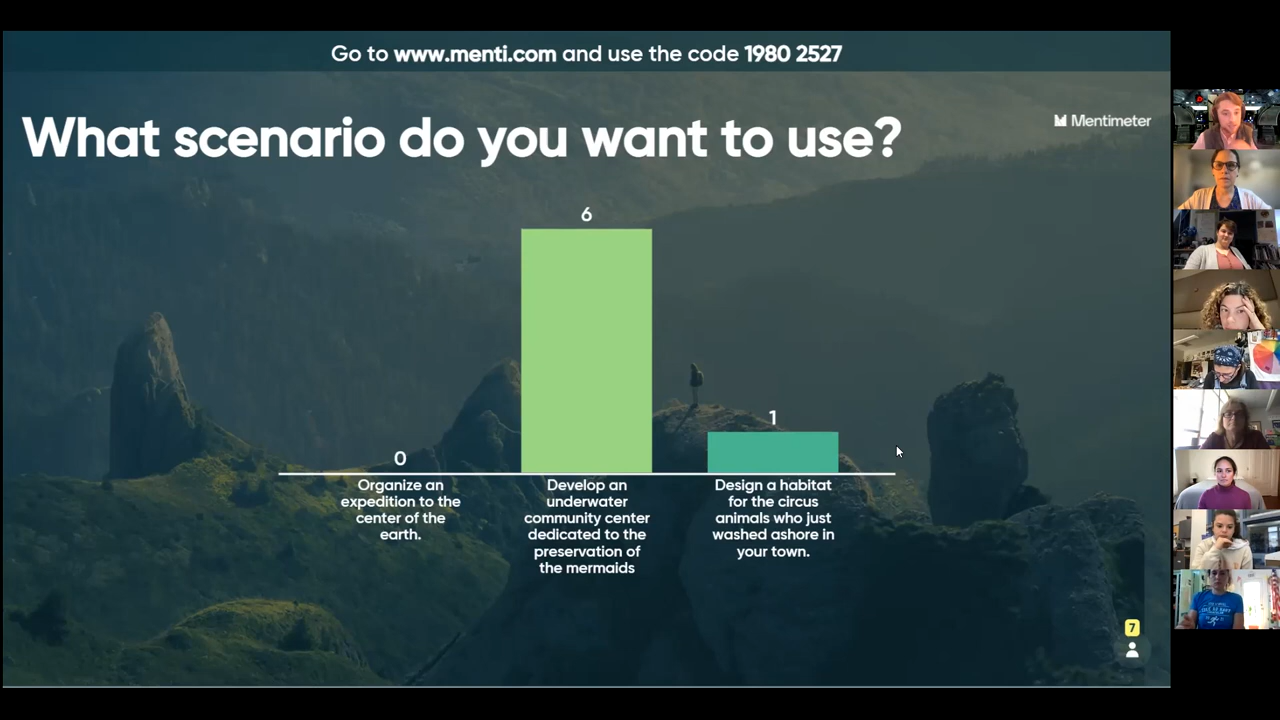 Go to www.menti.com and use the code 1980 2527
What scenario do you want to use?
Mentimeter
6
1
0
Organize an
expedition to the
center of the
earth.
Develop an
underwater
community center
dedicated to the
preservation of
the mermaids
Design a habitat
for the circus
animals who just
washed ashore in
your town.
7